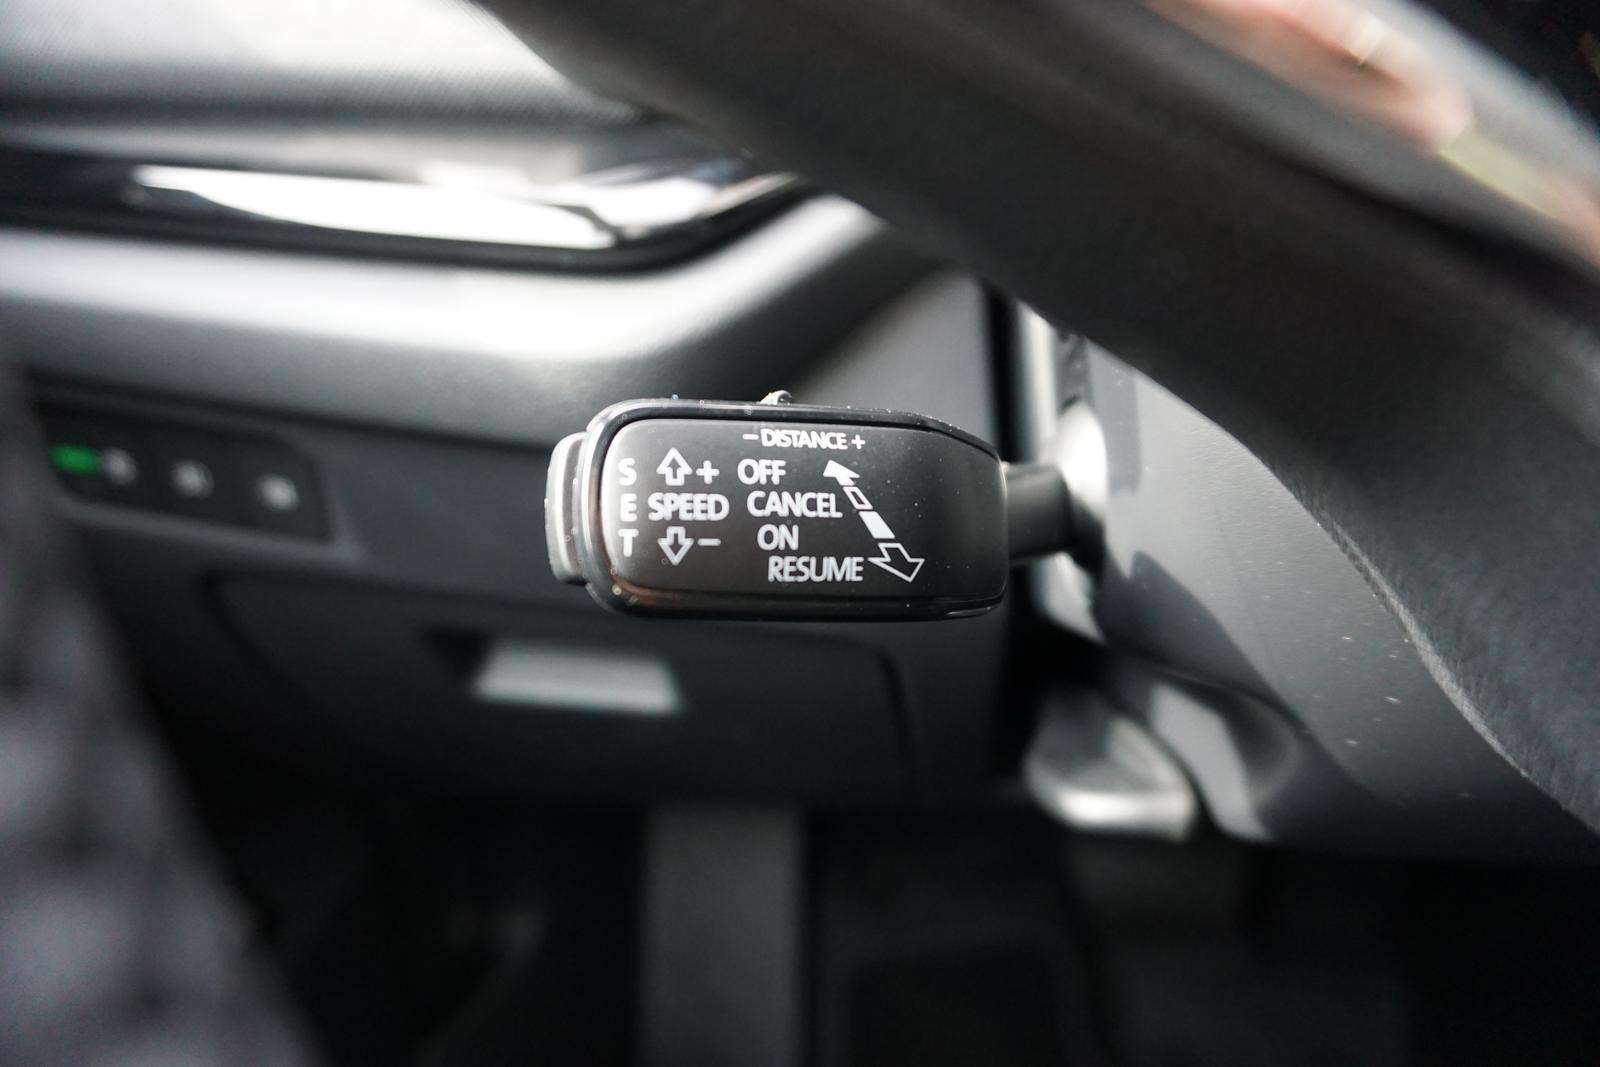 - DISTANCE +
S + OFF
E SPEED CANCEL
T - ON
RESUME